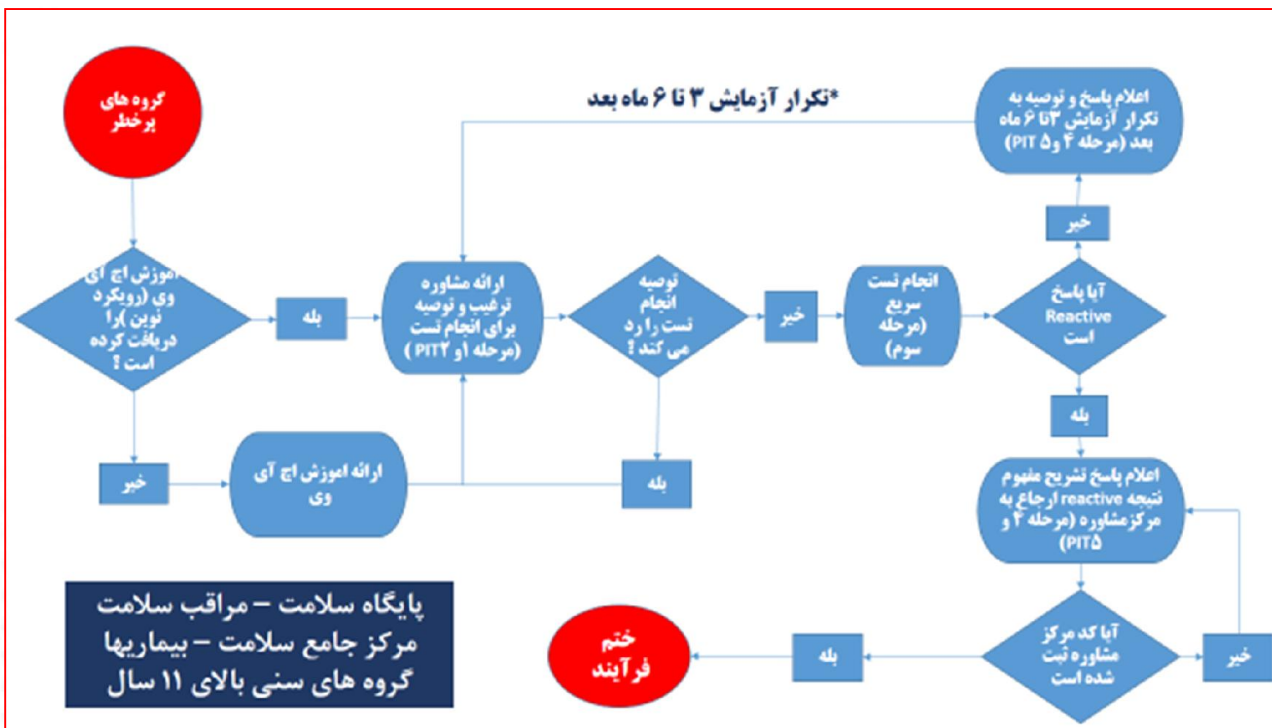 گروه های
پرخطر
اموزش اچ آی
وی (رویکرد
نوین )را
دریافت کرده
است ؟
بله
خیر
ارائه اموزش اچ آی
وی
ارائه مشاوره
ترغیب و توصیه
برای انجام تست
(مرحله ۱و PIT۲ )
*تکرار آزمایش ۳ تا ۶ ماه بعد
توصیه
انجام
تست را رد
می کند ؟
خیر
بله
انجام تست
سریع
(مرحله
سوم)
آیا پاسخ
Reactive
است
خیر
اعلام پاسخ و توصیه به
تکرار آزمایش ۳تا ۶ ماه
بعد (مرحله ۴ و۵ PIT)
بله
اعلام پاسخ تشریح مفهوم
نتیجه reactive ارجاع به
مرکزمشاوره (مرحله ۴ و
PIT۵)
آیا کد مرکز
مشاوره ثبت
شده است
خیر
بله
ختم
فرآیند
پایگاه سلامت – مراقب سلامت
مرکز جامع سلامت – بیماریها
گروه های سنی بالای ۱۱ سال